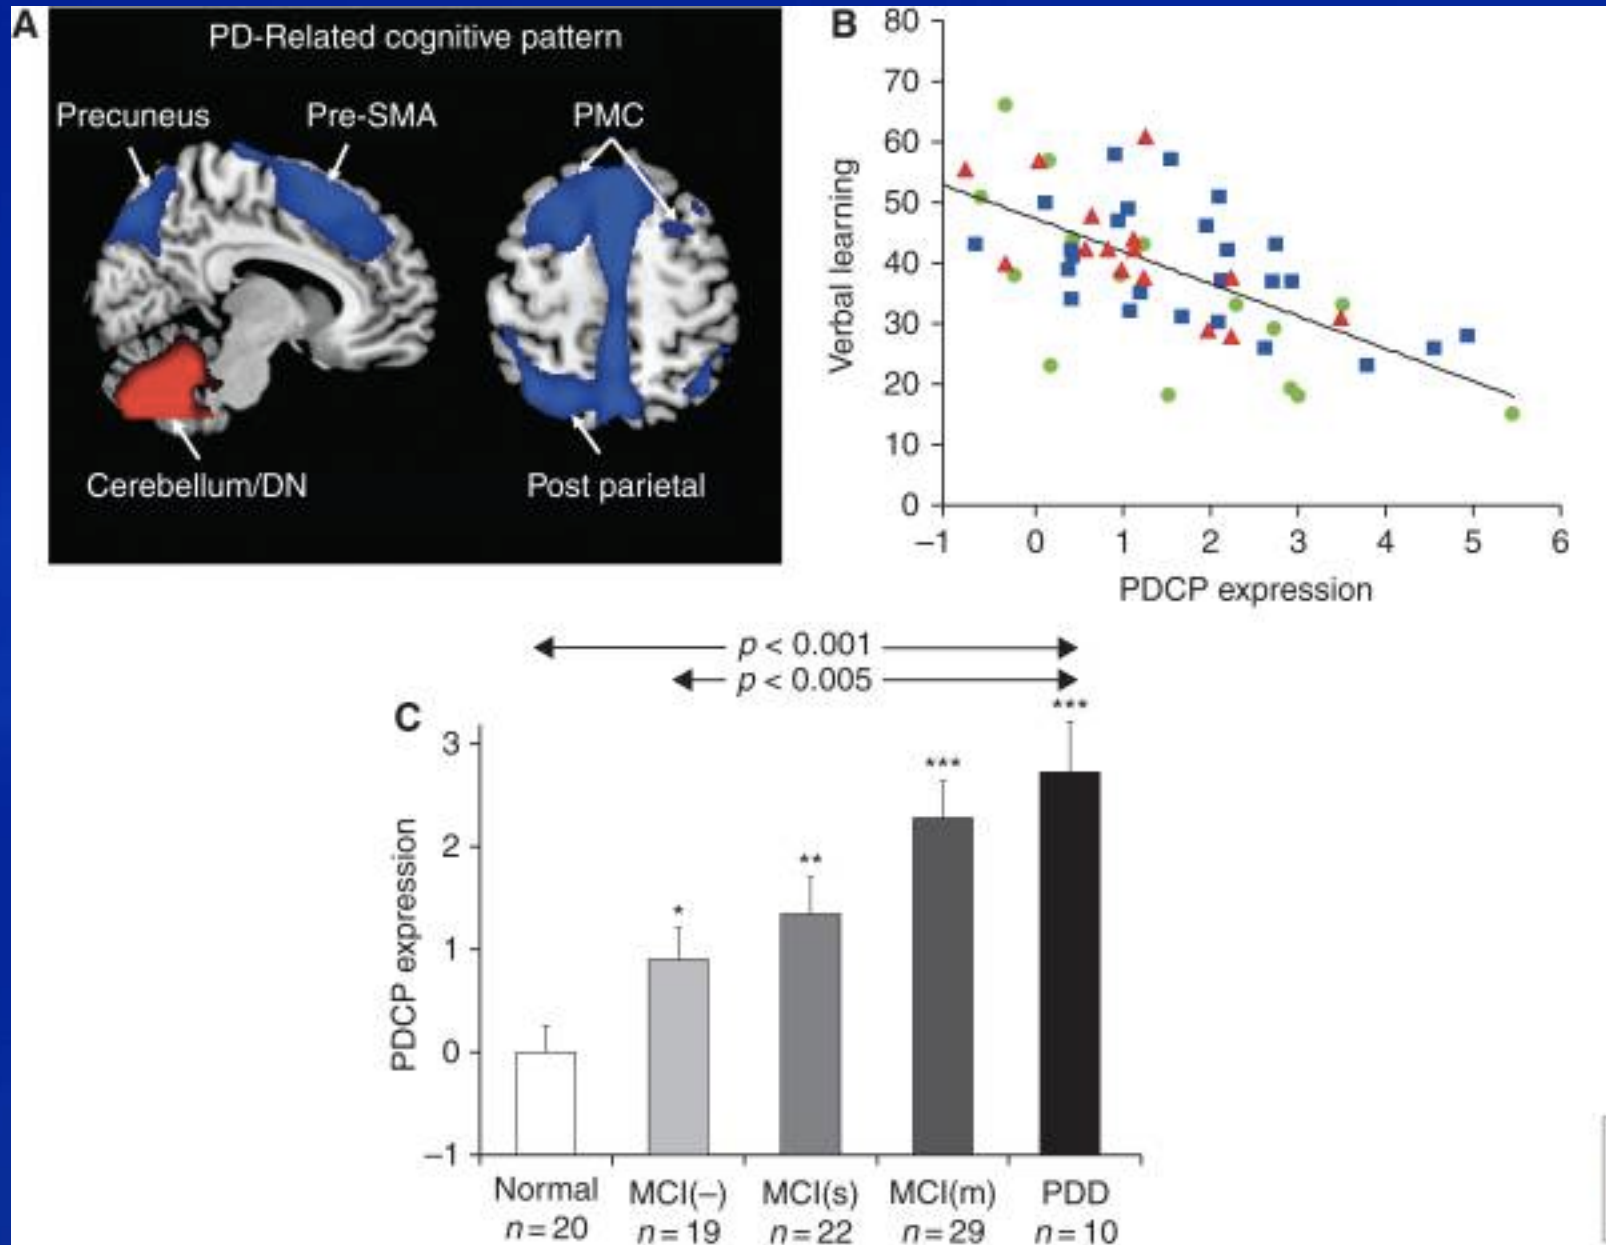 A
PD-Related cognitive pattern
Precuneus
Pre-SMA
PMC
Cerebellum/DN
Post parietal
B
80
70
60
50
40
30
20
10
0
Verbal learning
–1 0 1 2 3 4 5 6
PDCP expression
p < 0.001
p < 0.005
C
3
2
1
0
–1
PDCP expression
*
**
***
***
Normal MCI(–) MCI(s) MCI(m) PDD
n=20 n=19 n=22 n=29 n=10